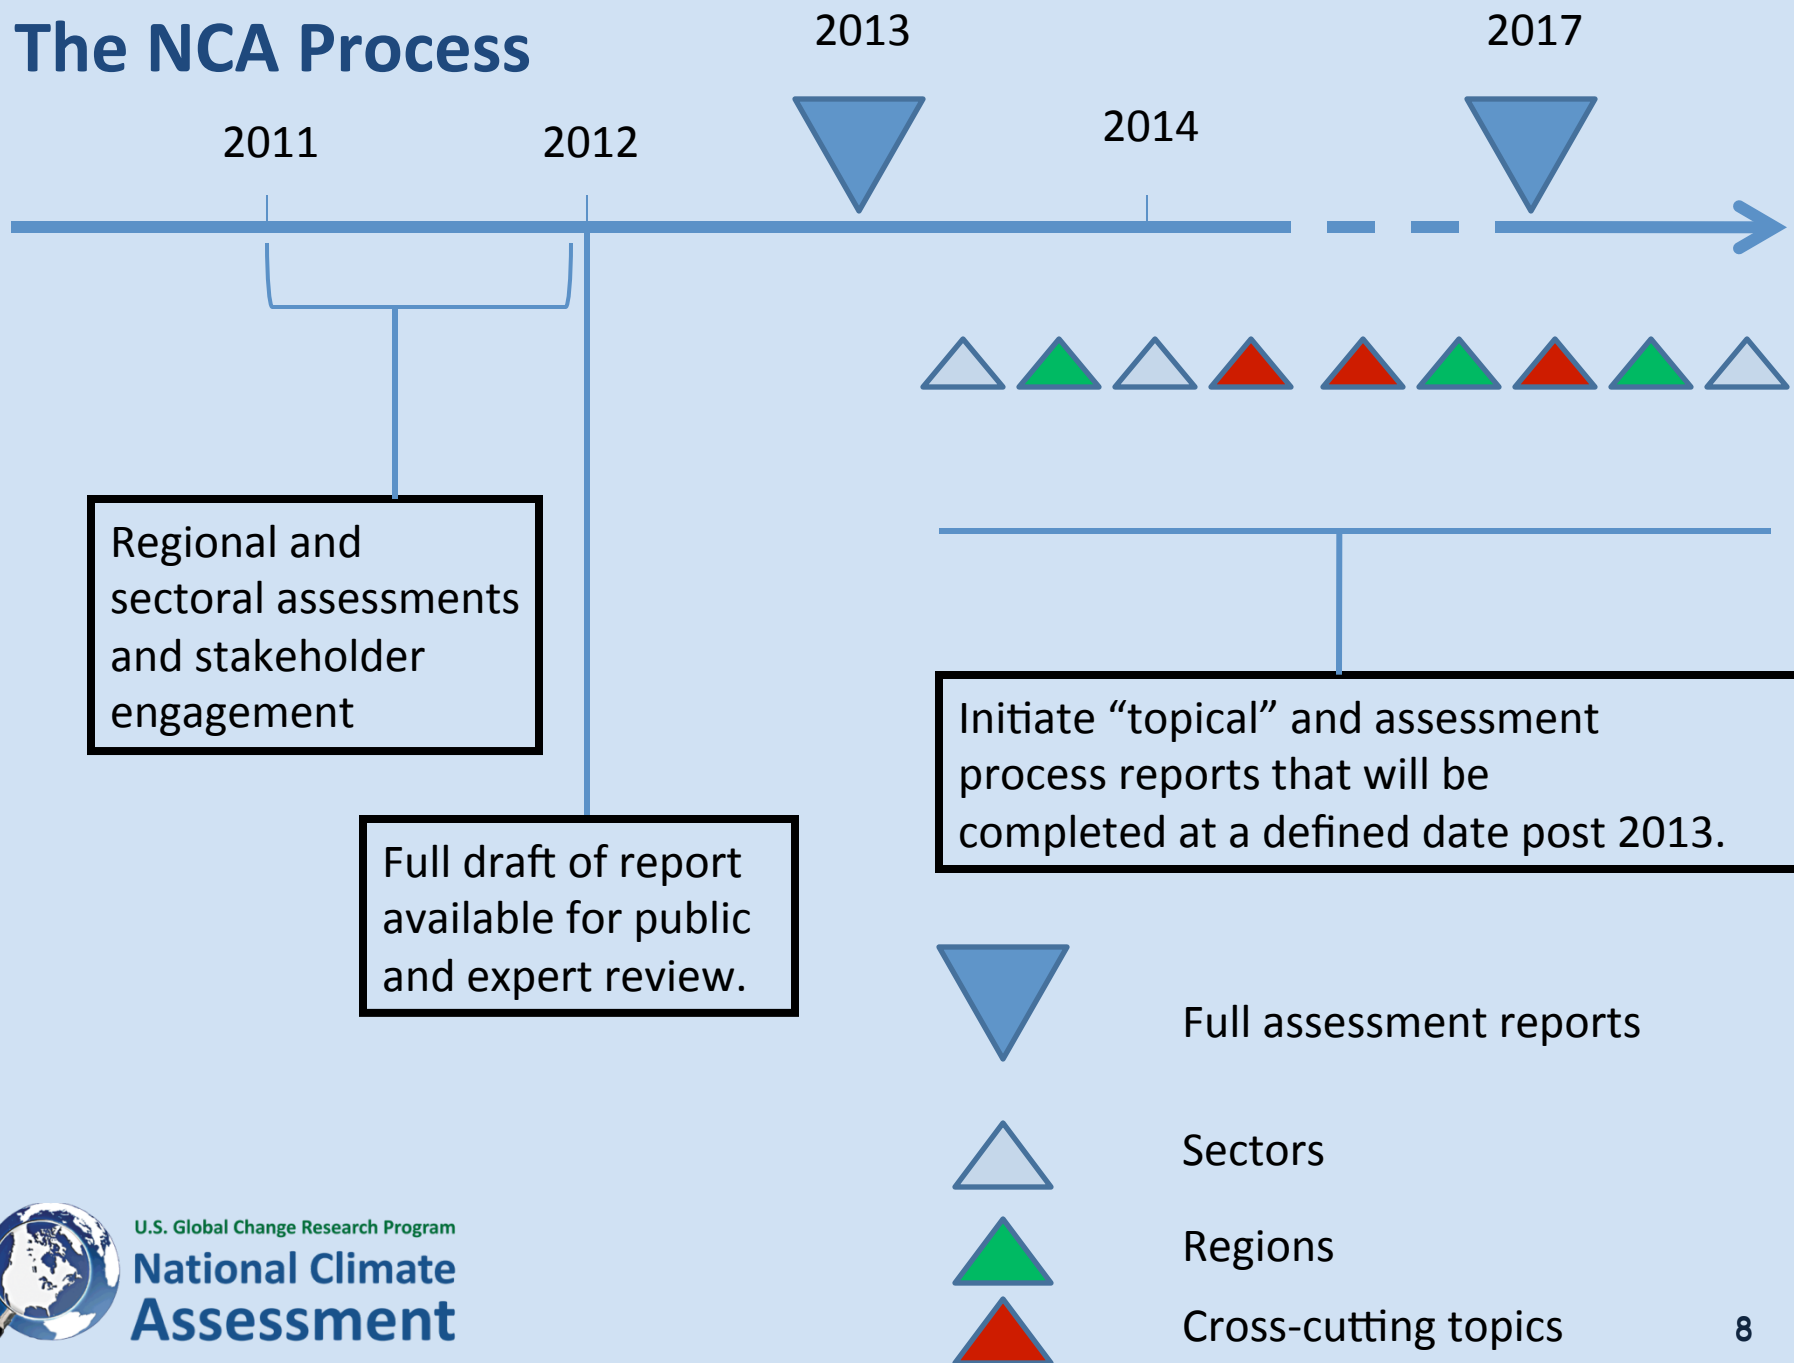 The NCA Process
2013
2017
2011
2012
2014
Regional and
sectoral assessments
and stakeholder
engagement
Initiate “topical” and assessment
process reports that will be
completed at a defined date post 2013.
Full draft of report
available for public
and expert review.
Full assessment reports
Sectors
Regions
Cross-cutting topics
U.S. Global Change Research Program
National Climate
Assessment
8